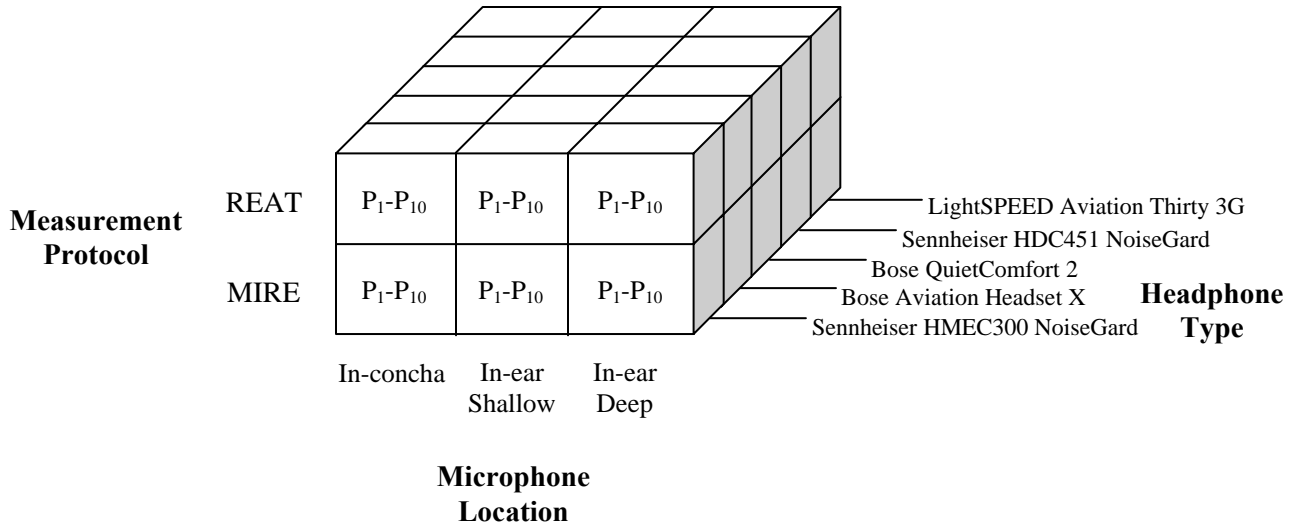 REAT
P₁-P₁₀ P₁-P₁₀ P₁-P₁₀
Measurement
Protocol
MIRE
P₁-P₁₀ P₁-P₁₀ P₁-P₁₀
LightSPEED Aviation Thirty 3G
Sennheiser HDC451 NoiseGard
Bose QuietComfort 2
Bose Aviation Headset X
Sennheiser HMEC300 NoiseGard
Headphone
Type
In-concha
In-ear
Shallow
In-ear
Deep
Microphone
Location